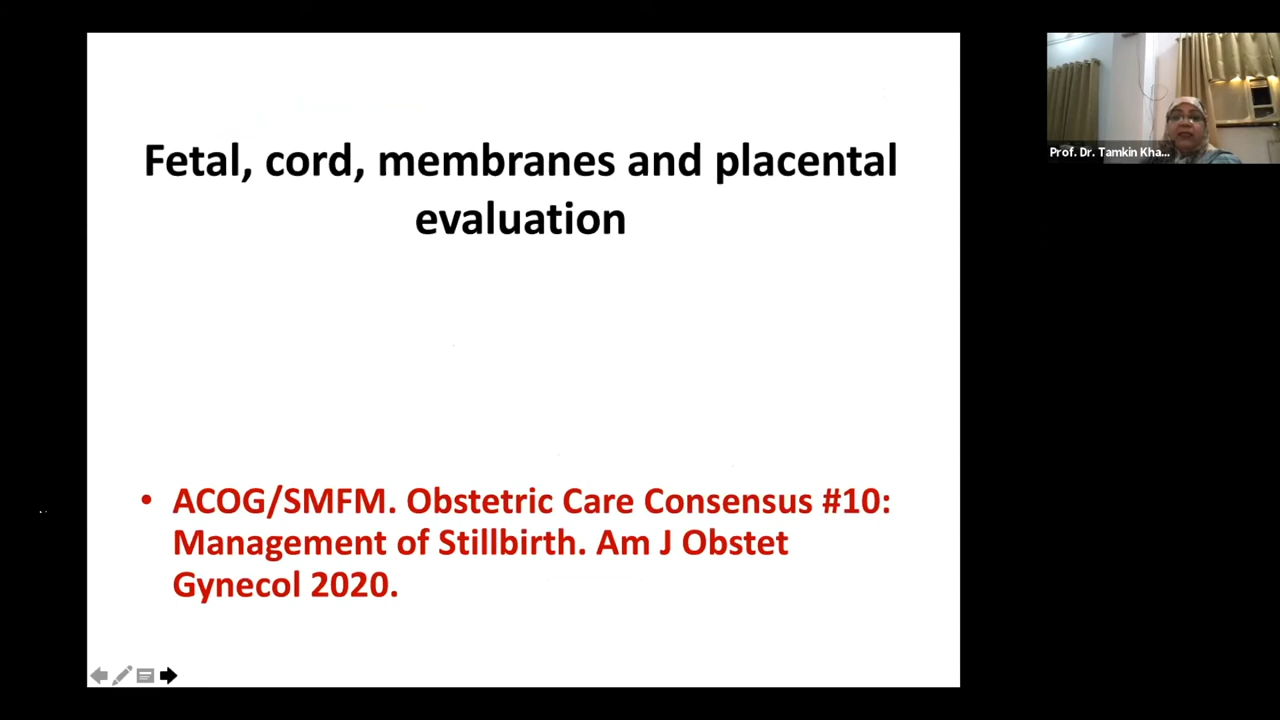 Fetal, cord, membranes and placental
evaluation
• ACOG/SMFM. Obstetric Care Consensus #10:
Management of Stillbirth. Am J Obstet
Gynecol 2020.
Prof. Dr. Tamkin Kha...